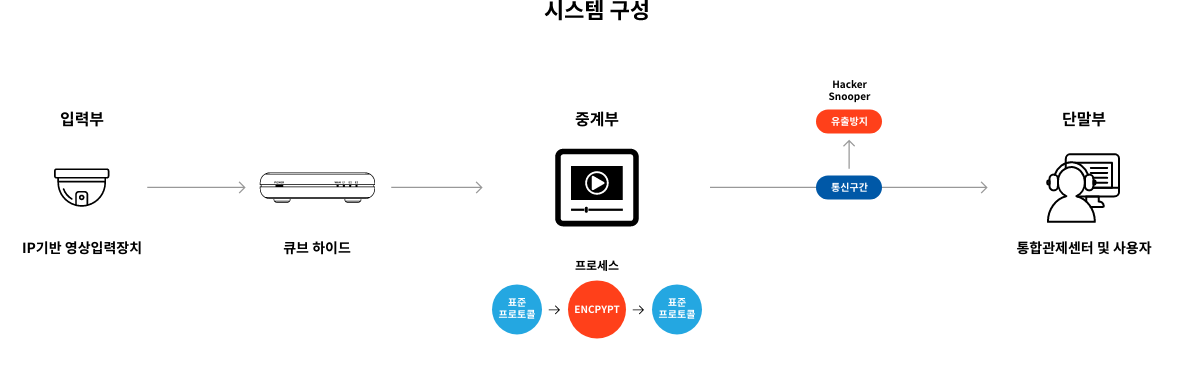 시스템 구성
Hacker
Snooper
입력부
중계부
유출방지
단말부
통신구간
IP기반 영상입력장치
큐브 하이드
통합관제센터 및 사용자
프로세스
표준
프로토콜
ENCPYPT
표준
프로토콜